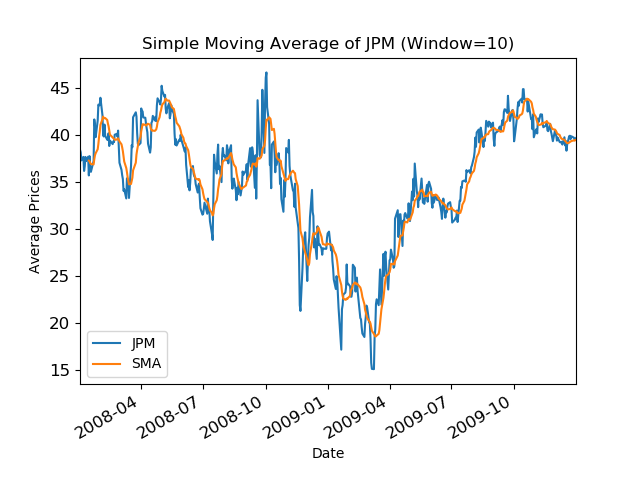 Simple Moving Average of JPM (Window=10)
45
40
35
30
25
20
15
Average Prices
JPM
SMA
2008-04
2008-07
2008-10
2009-01
2009-04
2009-07
2009-10
Date